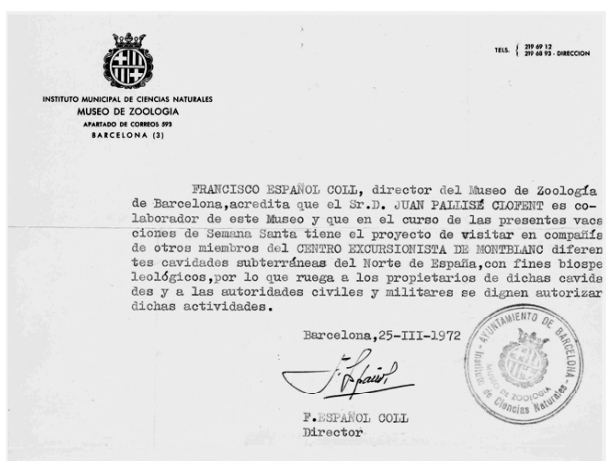 TELS. { 219 69 12
219 68 93 - DIRECCION
INSTITUTO MUNICIPAL DE CIENCIAS NATURALES
MUSEO DE ZOOLOGIA
APARTADO DE CORREOS 593
BARCELONA (3)
FRANCISCO ESPAÑOL COLL, director del Museo de Zoología
de Barcelona,acredita que el Sr.D. JUAN PALLISÉ CLOFENT es co-
laborador de este Museo y que en el curso de las presentes vaca
ciones de Semana Santa tiene el proyecto de visitar en compañía
de otros miembros del CENTRO EXCURSIONISTA DE MONTBLANC diferen
tes cavidades subterráneas del Norte de España,con fines biospe
leológicos,por lo que ruega a los propietarios de dichas cavida
des y a las autoridades civiles y militares se dignen autorizar
dichas actividades.
Barcelona,25-III-1972
F. Español
F.ESPAÑOL COLL
Director
AYUNTAMIENTO DE BARCELONA
Instituto de Ciencias Naturales
MUSEO DE ZOOLOGIA